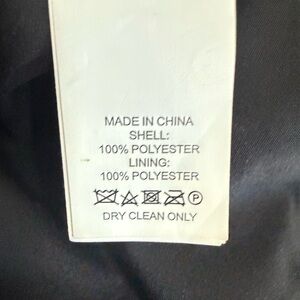 MADE IN CHINA
SHELL:
100% POLYESTER
LINING:
100% POLYESTER
P
DRY CLEAN ONLY